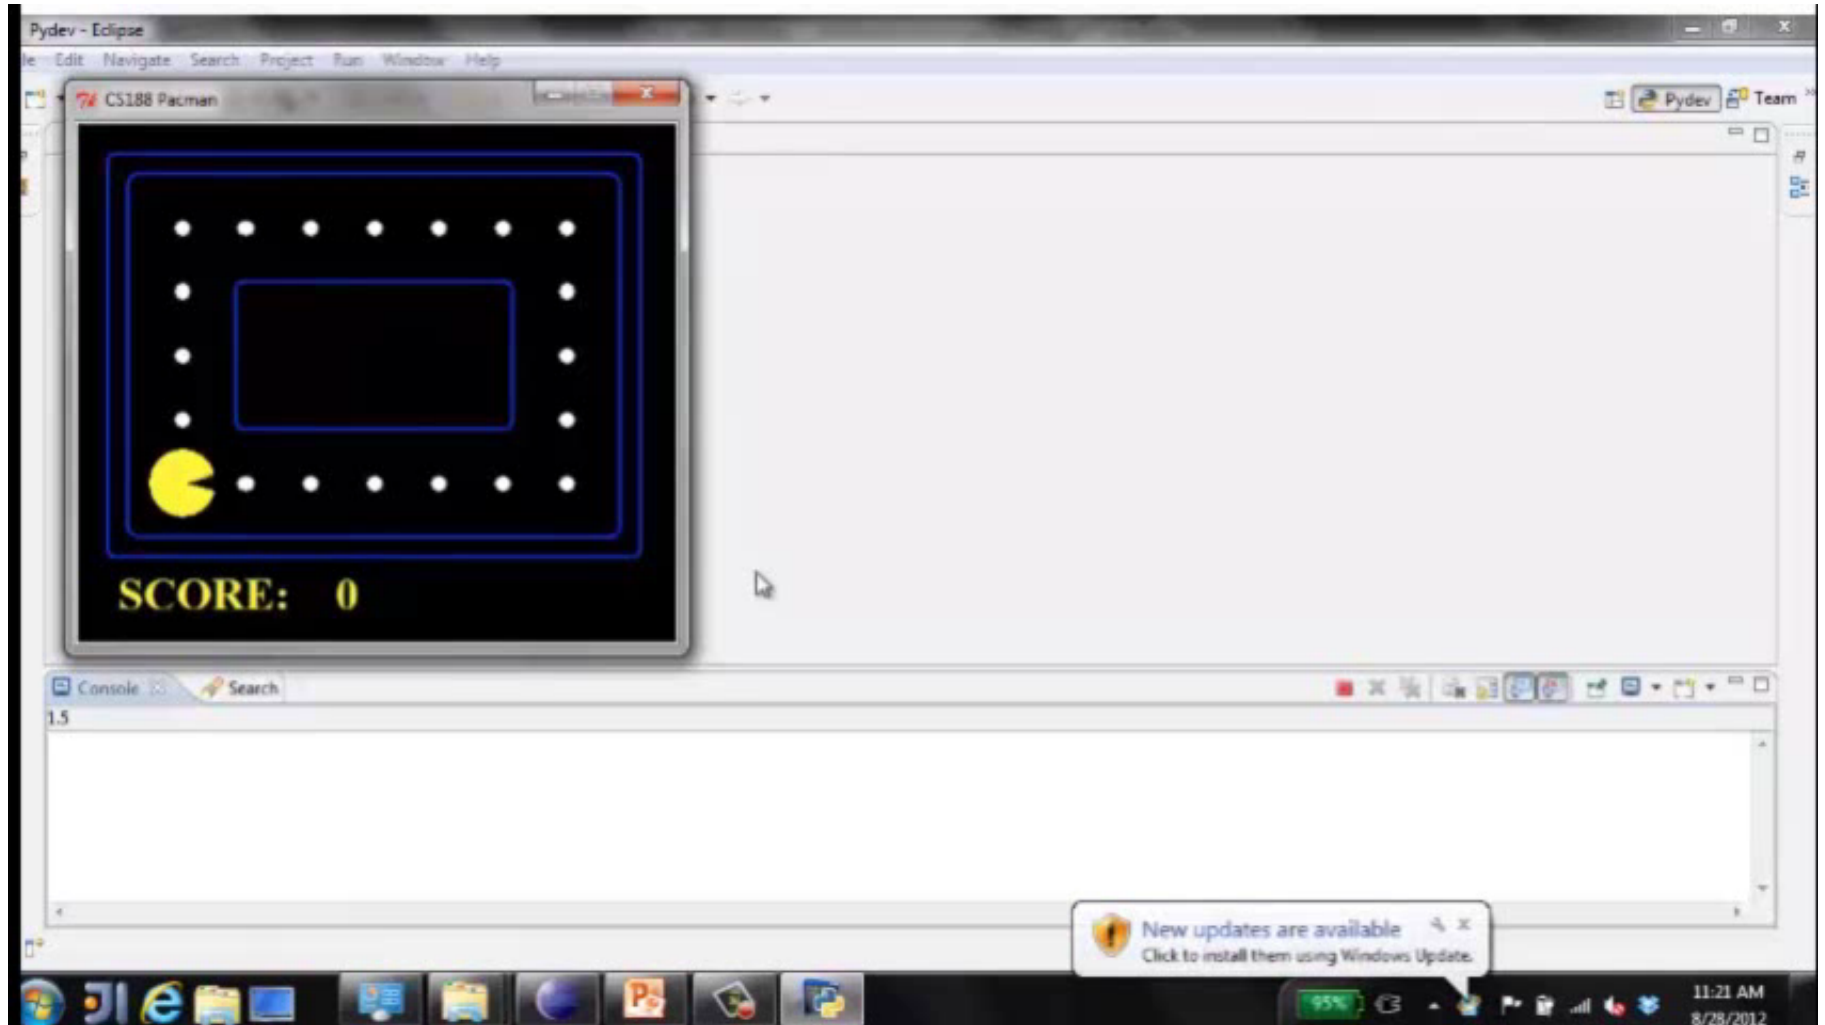 Pydev - Eclipse
le Edit Navigate Search Project Run Window Help
CS188 Pacman
Pydev
Team
SCORE: 0
Console
Search
1.5
New updates are available
Click to install them using Windows Update.
95%
11:21 AM
8/28/2012